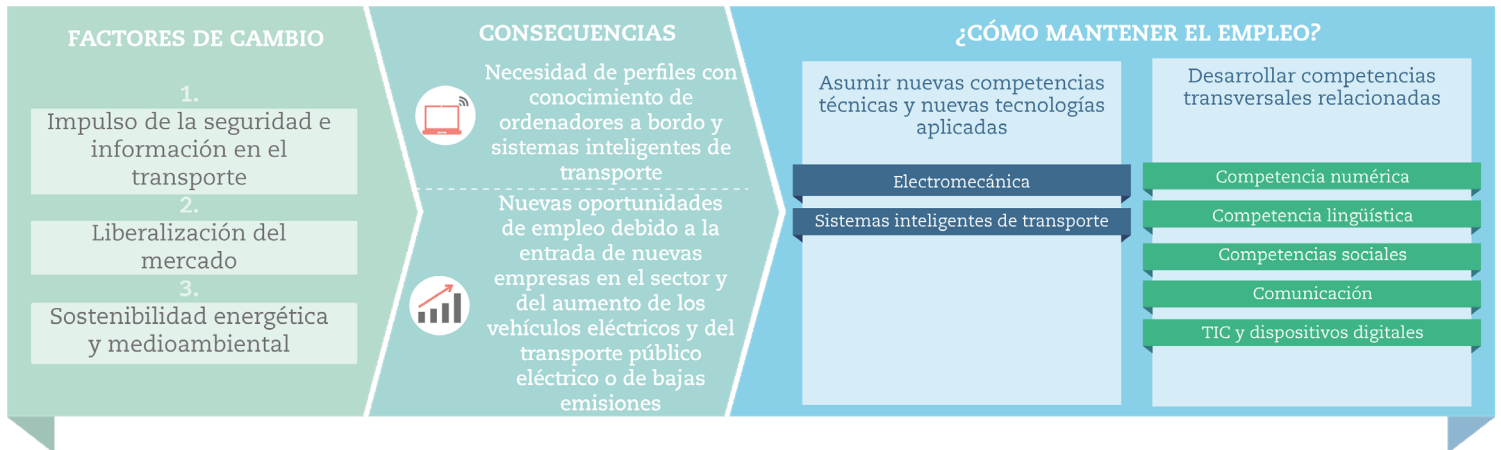 FACTORES DE CAMBIO
1.
Impulso de la seguridad e
información en el
transporte
2.
Liberalización del
mercado
3.
Sostenibilidad energética
y medioambiental
CONSECUENCIAS
Necesidad de perfiles con
conocimiento de
ordenadores a bordo y
sistemas inteligentes de
transporte
Nuevas oportunidades
de empleo debido a la
entrada de nuevas
empresas en el sector y
del aumento de los
vehículos eléctricos y del
transporte público
eléctrico o de bajas
emisiones
¿CÓMO MANTENER EL EMPLEO?
Asumir nuevas competencias
técnicas y nuevas tecnologías
aplicadas
Electromecánica
Sistemas inteligentes de transporte
Desarrollar competencias
transversales relacionadas
Competencia numérica
Competencia lingüística
Competencias sociales
Comunicación
TIC y dispositivos digitales